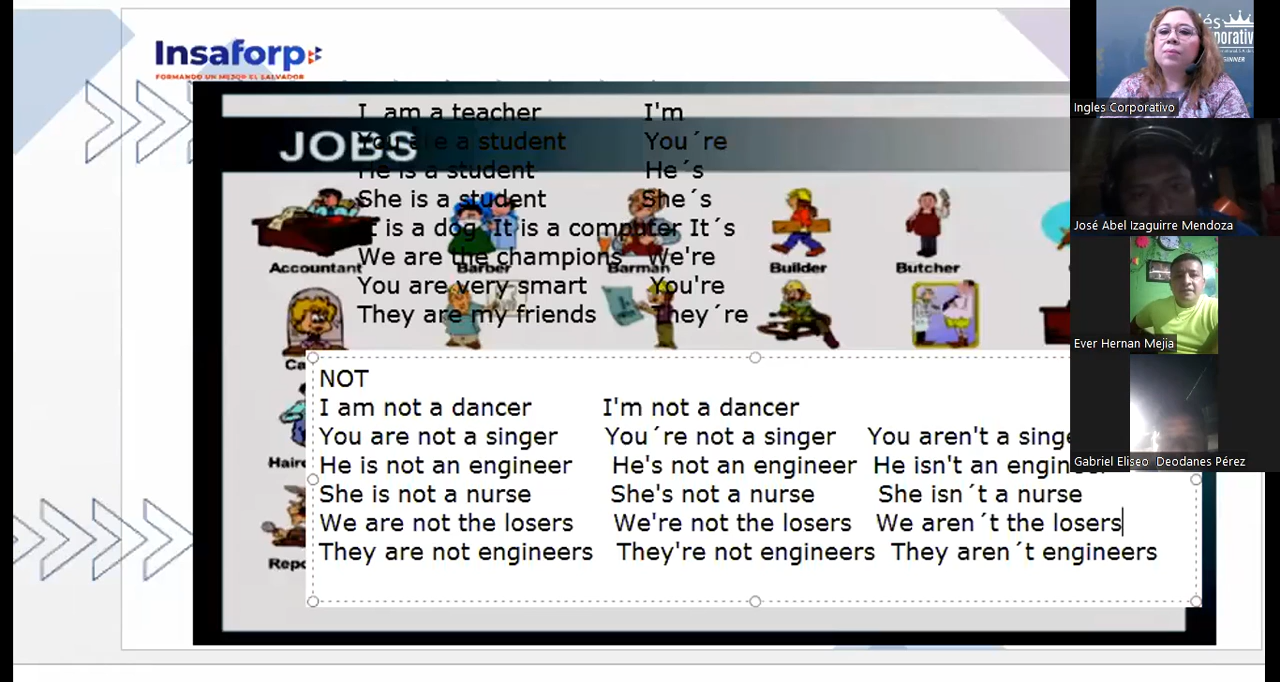 Insaforp
FORMANDO UN MEJOR EL SALVADOR
JOBS
I am a teacher I'm
You are a student You´re
He is a student He´s
She is a student She´s
It is a dog It is a computer It´s
We are the champions We're
You are very smart You're
They are my friends They´re
Accountant Barber Barman Builder Butcher
NOT
I am not a dancer I'm not a dancer
You are not a singer You´re not a singer You aren't a singe
He is not an engineer He's not an engineer He isn't an engin
She is not a nurse She's not a nurse She isn´t a nurse
We are not the losers We're not the losers We aren´t the losers
They are not engineers They're not engineers They aren´t engineers
Ingles Corporativo
José Abel Izaguirre Mendoza
Ever Hernan Mejia
Gabriel Eliseo Deodanes Pérez